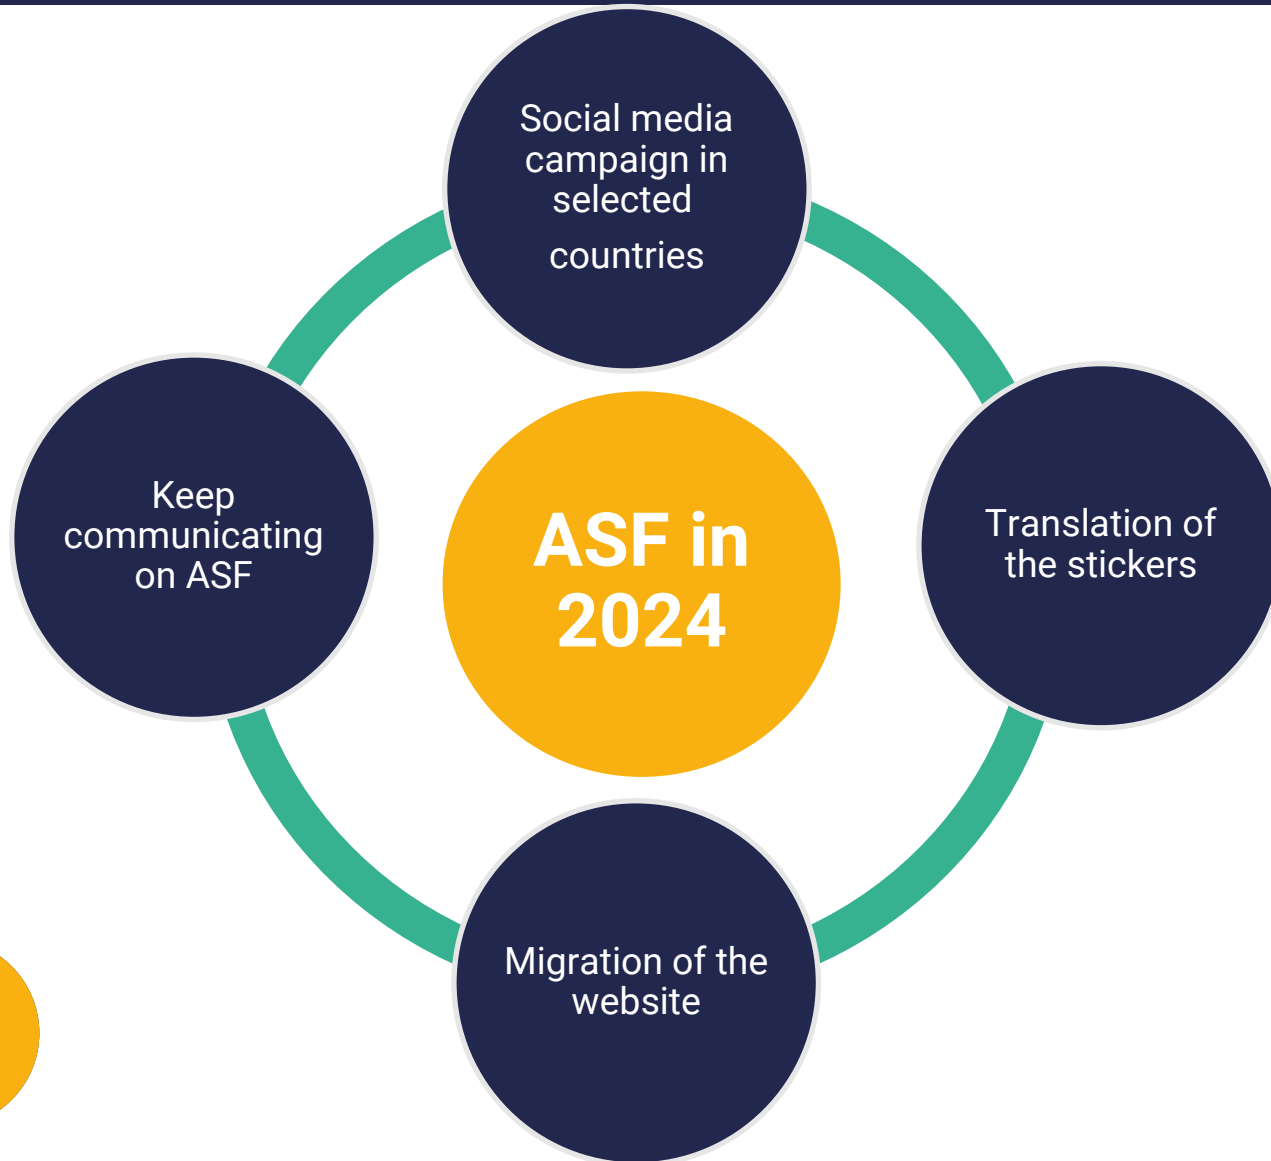 Social media
campaign in
selected
countries
Keep
communicating
on ASF
ASF in
2024
Translation of
the stickers
Migration of the
website